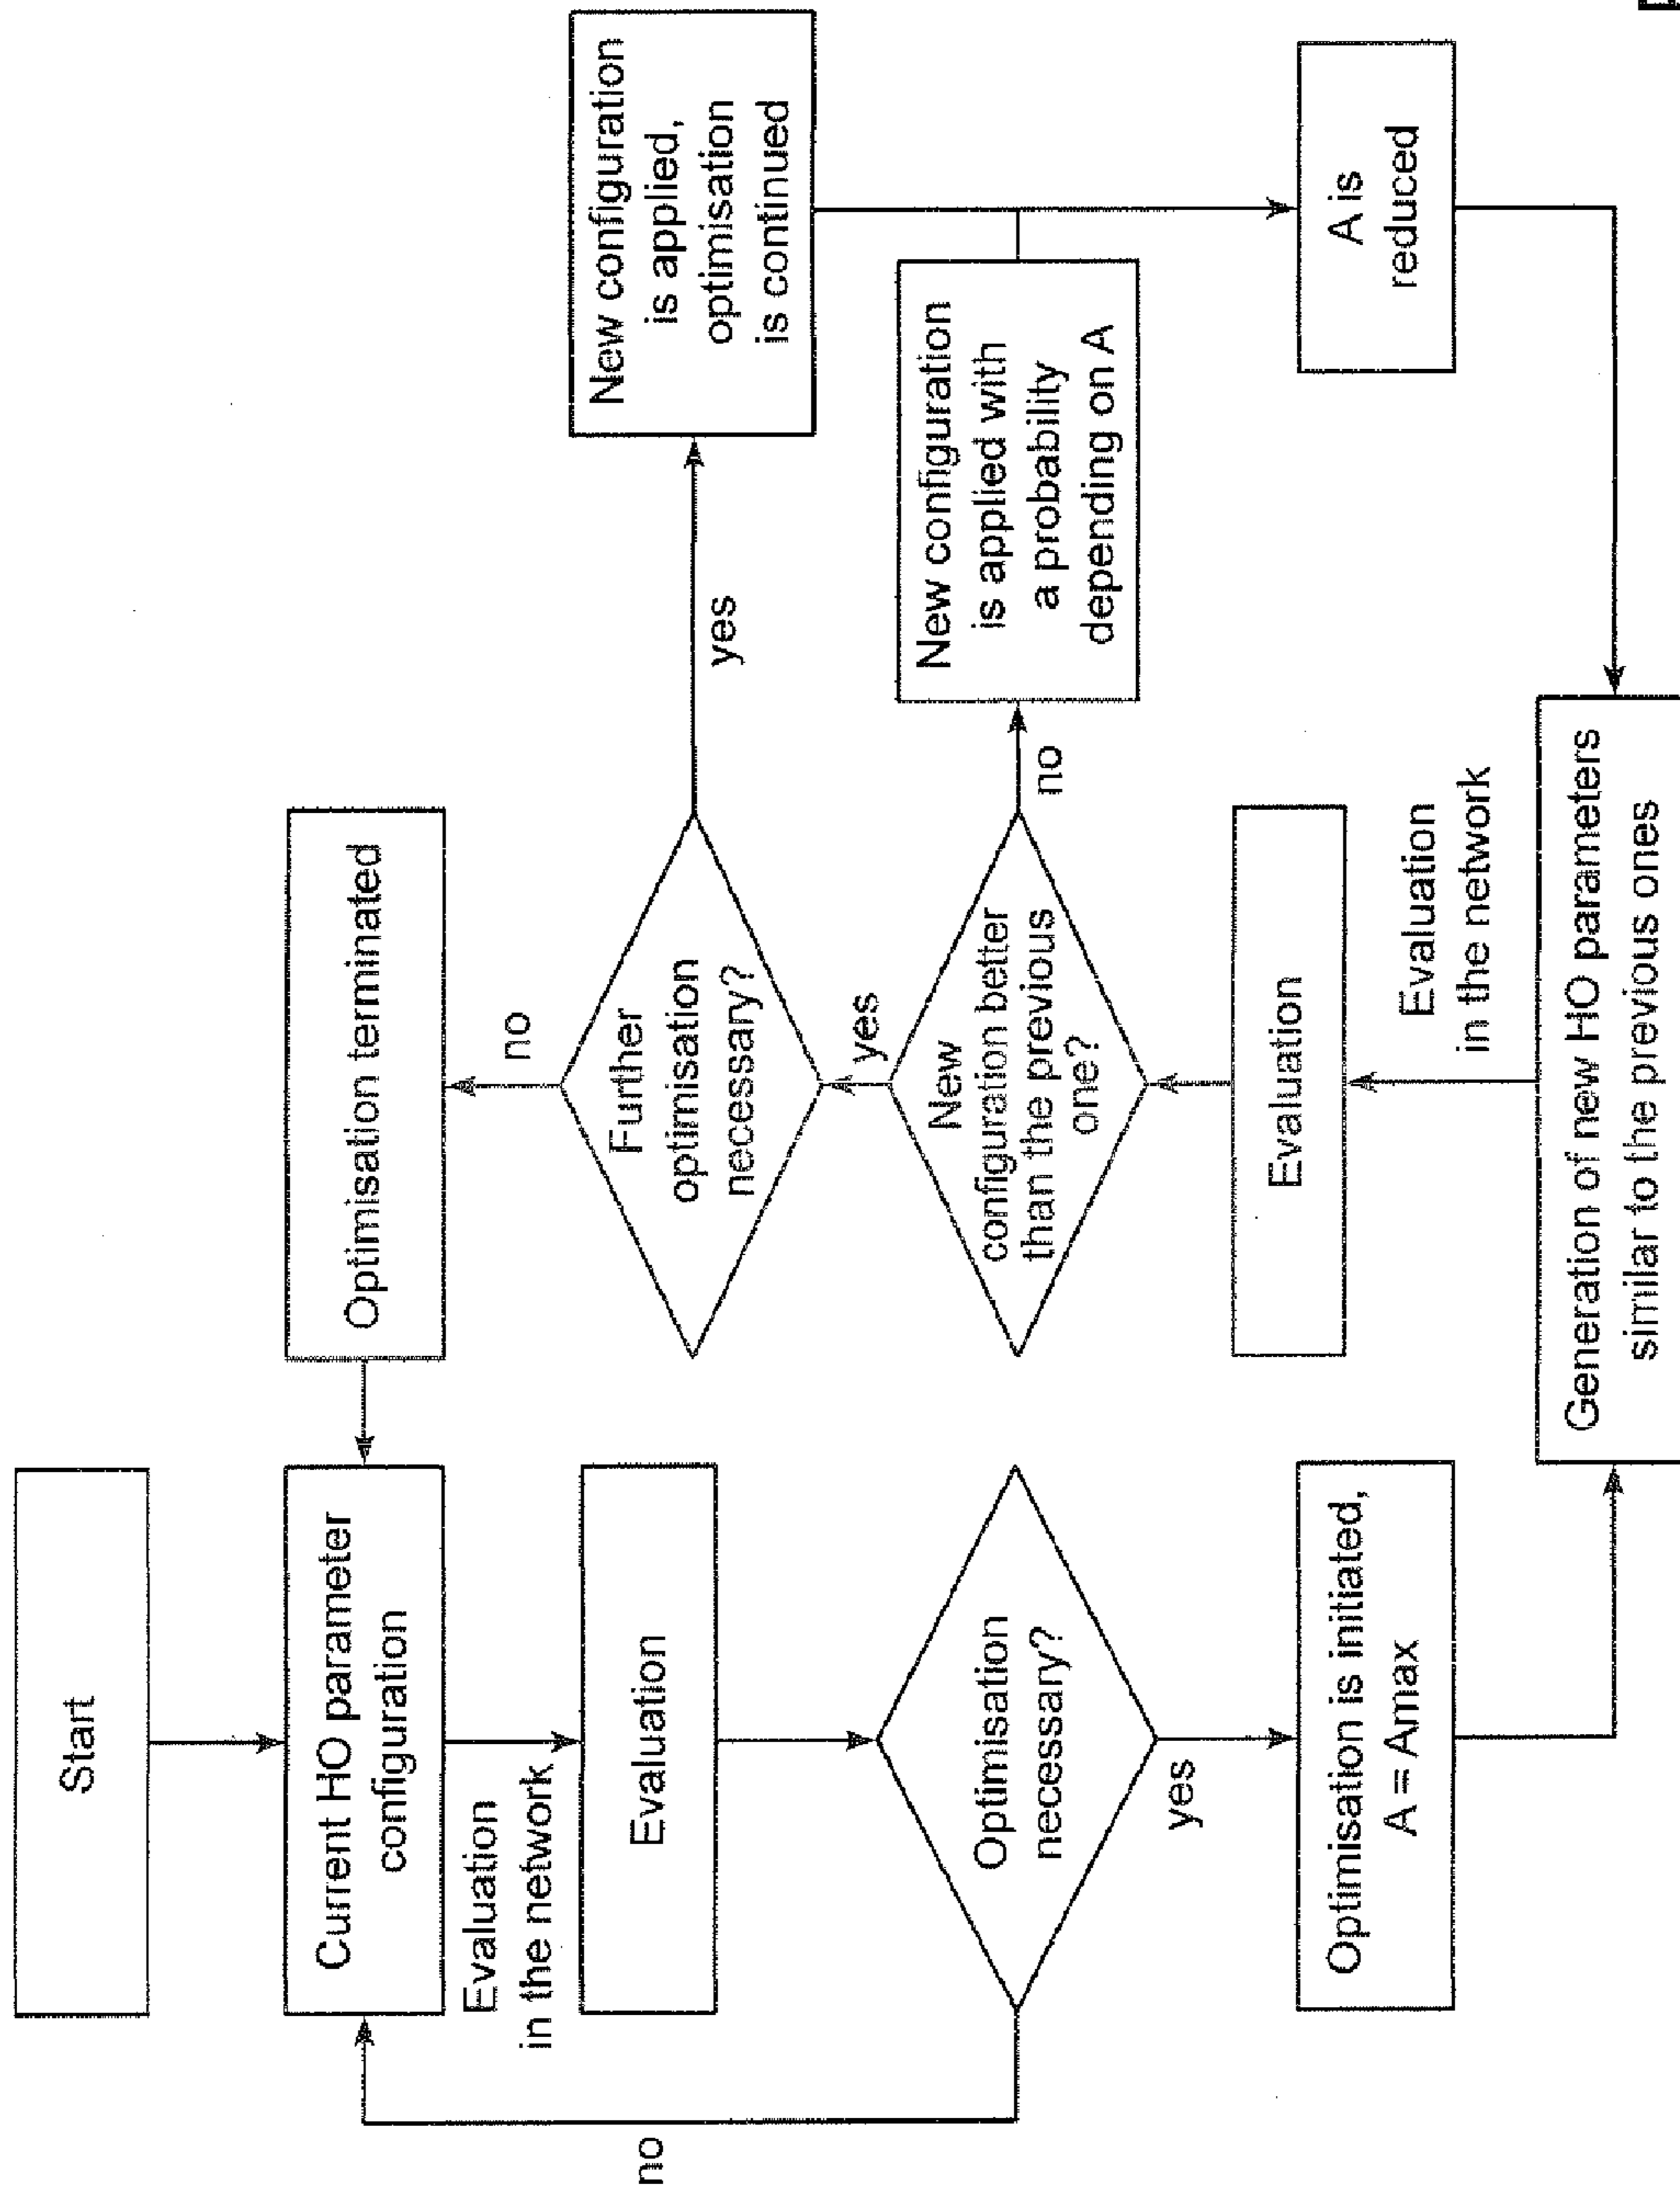 Start
Current HO parameter
configuration
Evaluation
in the network
Evaluation
Optimisation
necessary?
no
yes
Optimisation is initiated,
A = Amax
Generation of new HO parameters
similar to the previous ones
Evaluation
in the network
Evaluation
New
configuration better
than the previous
one?
no
yes
Further
optimisation
necessary?
no
yes
Optimisation terminated
New configuration
is applied,
optimisation
is continued
New configuration
is applied with
a probability
depending on A
A is
reduced